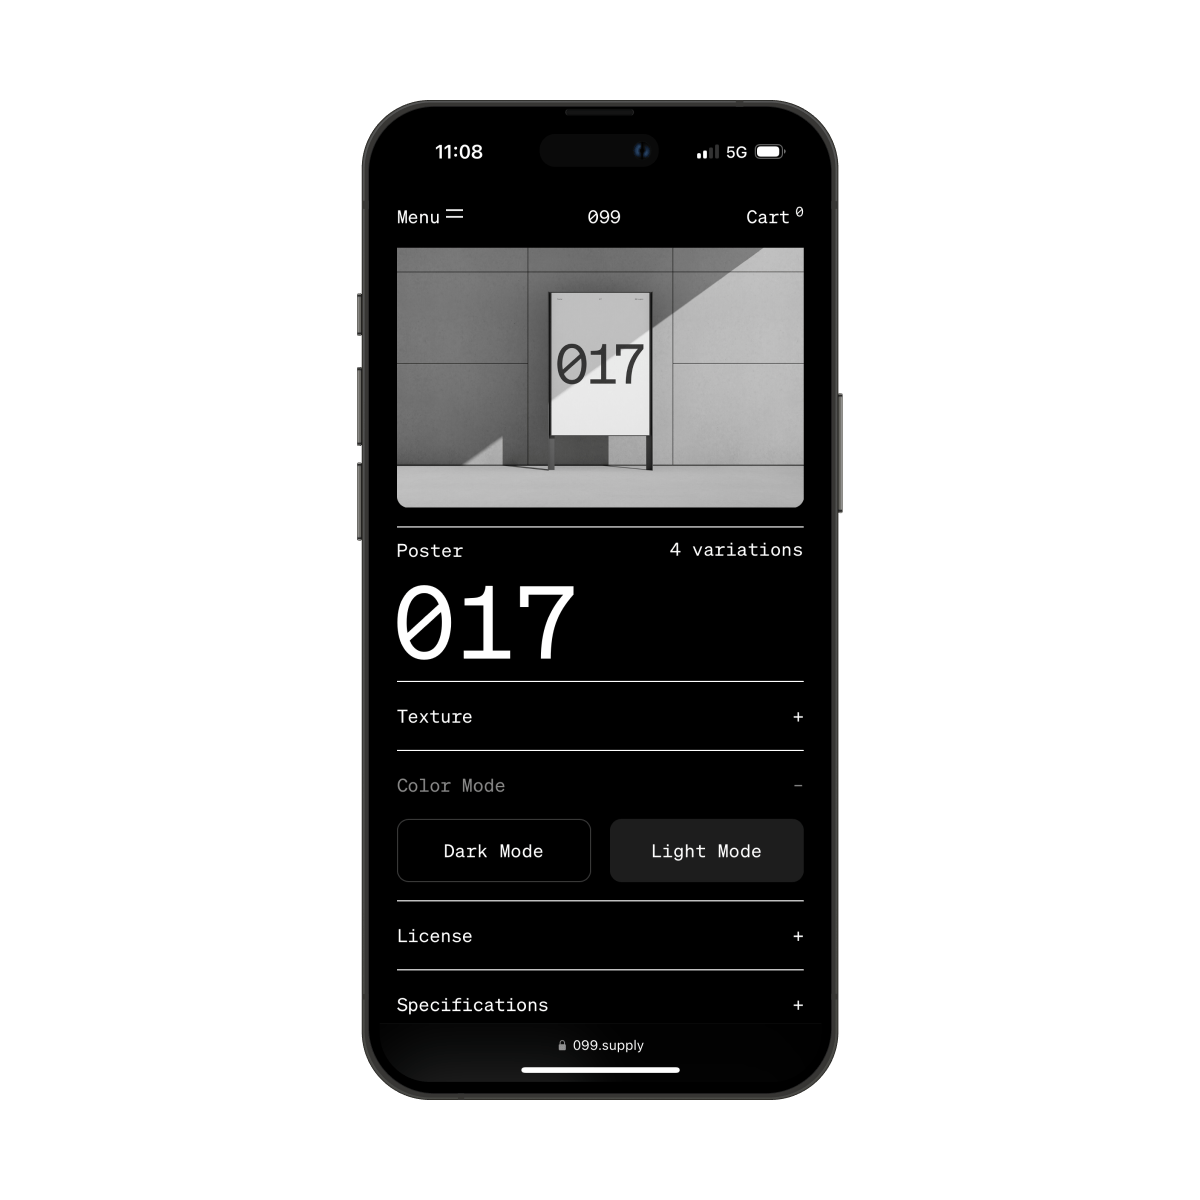 11:08 5G
Menu 099 Cart 0
017
Poster 4 variations
017
Texture +
Color Mode -
Dark Mode Light Mode
License +
Specifications +
099.supply